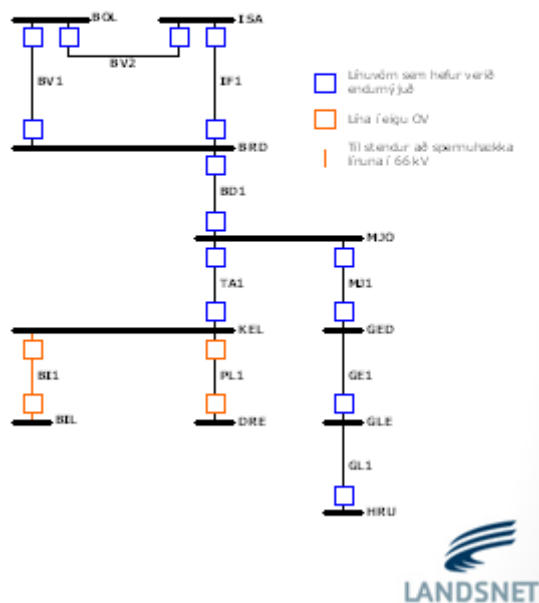 BOL
ISA
BV2
BV1
IF1
Línuvörn sem hefur verið
endurnýjuð
Lína í eigu OV
BRD
Til stendur að spennuhækka
línuna í 66 kV
BD1
MJO
TA1
MJ1
KEL
GED
BI1
PL1
GE1
BIL
DRE
GLE
GL1
HRU
LANDSNET